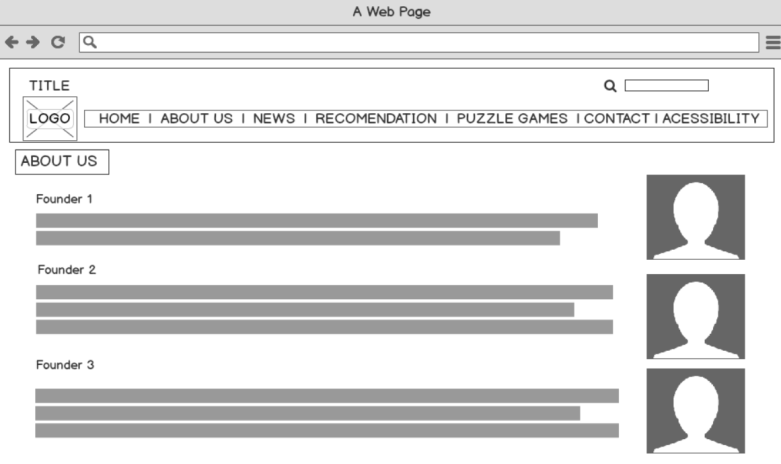 A Web Page
TITLE
LOGO
HOME | ABOUT US | NEWS | RECOMENDATION | PUZZLE GAMES | CONTACT | ACESSIBILITY
ABOUT US
Founder 1
Founder 2
Founder 3